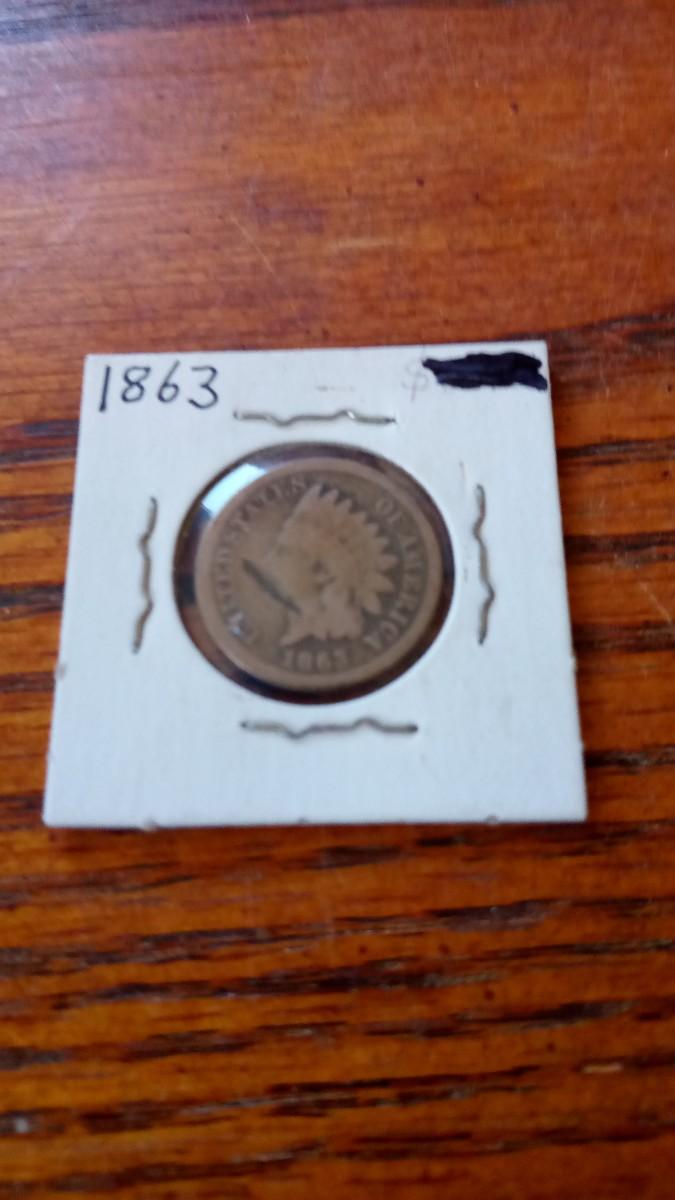 1863
$
UNITED STATES OF AMERICA
1863